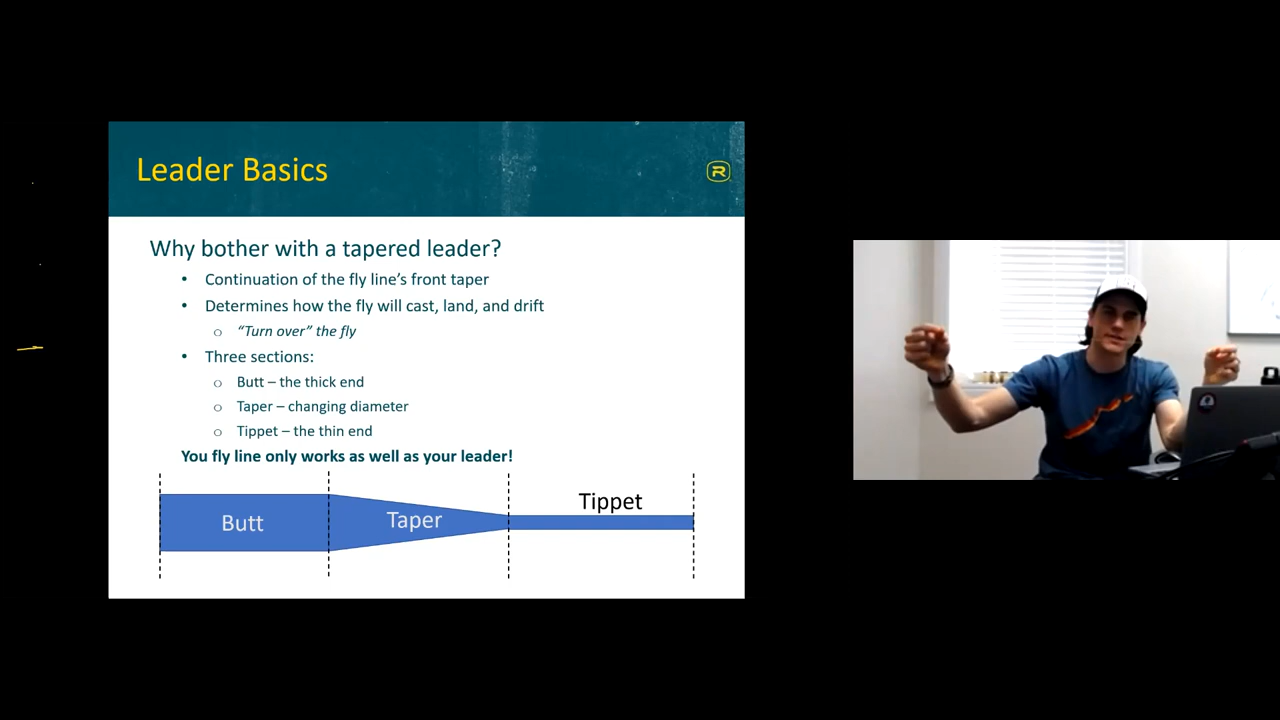 Leader Basics
R
Why bother with a tapered leader?
• Continuation of the fly line's front taper
• Determines how the fly will cast, land, and drift
o “Turn over” the fly
• Three sections:
o Butt – the thick end
o Taper – changing diameter
o Tippet – the thin end
You fly line only works as well as your leader!
Butt
Taper
Tippet